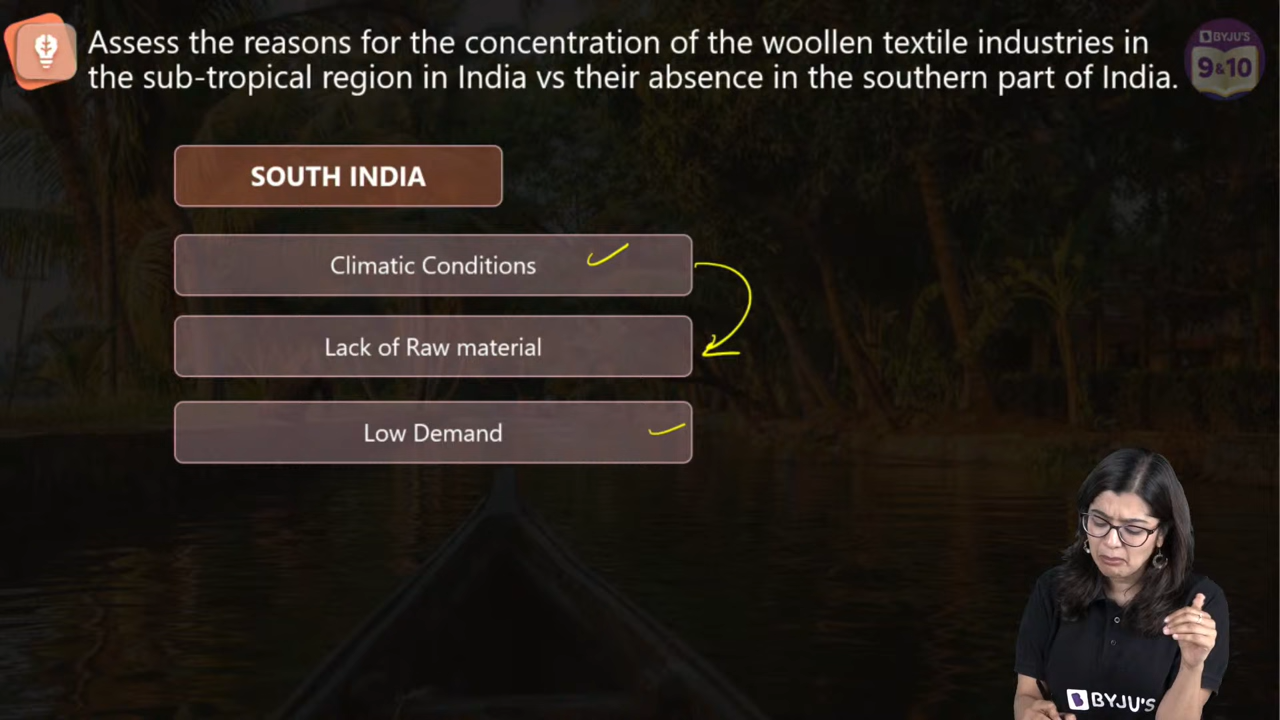 Assess the reasons for the concentration of the woollen textile industries in
the sub-tropical region in India vs their absence in the southern part of India.
BYJU'S
9&10
SOUTH INDIA
Climatic Conditions
Lack of Raw material
Low Demand
BYJU'S